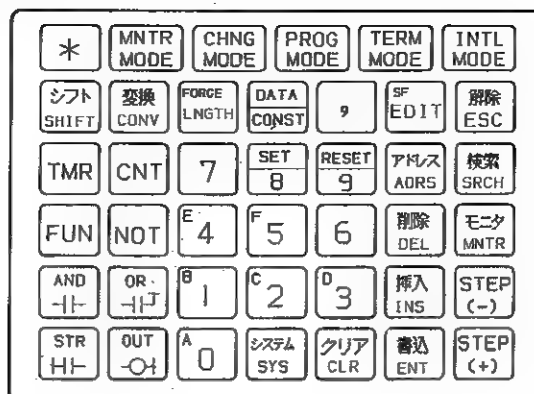 * MNTR MODE CHNG MODE PROG MODE TERM MODE INTL MODE
シフト SHIFT 変換 CONV FORCE LNGTH DATA CONST , SF EDIT 解除 ESC
TMR CNT 7 SET 8 RESET 9 アドレス ADRS 検索 SRCH
FUN NOT E 4 F 5 6 削除 DEL モニタ MNTR
AND OR B 1 C 2 D 3 挿入 INS STEP (-)
STR OUT A 0 システム SYS クリア CLR 書込 ENT STEP (+)